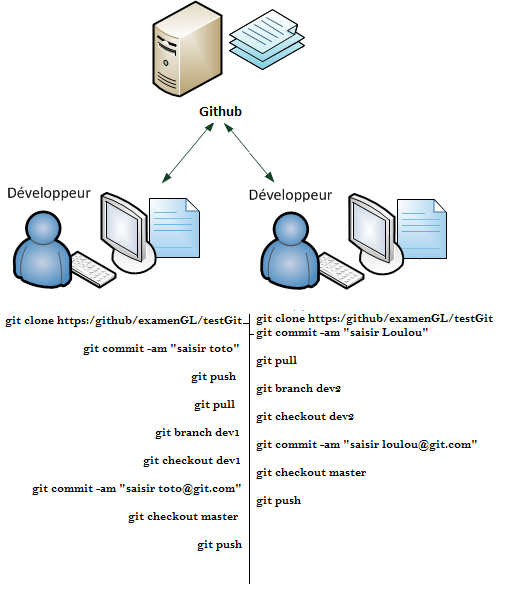 Github
Développeur
Développeur
git clone https:/github/examenGL/testGit
git commit -am "saisir toto"
git push
git pull
git branch dev1
git checkout dev1
git commit -am "saisir toto@git.com"
git checkout master
git push
git clone https:/github/examenGL/testGit
git commit -am "saisir Loulou"
git pull
git branch dev2
git checkout dev2
git commit -am "saisir loulou@git.com"
git checkout master
git push